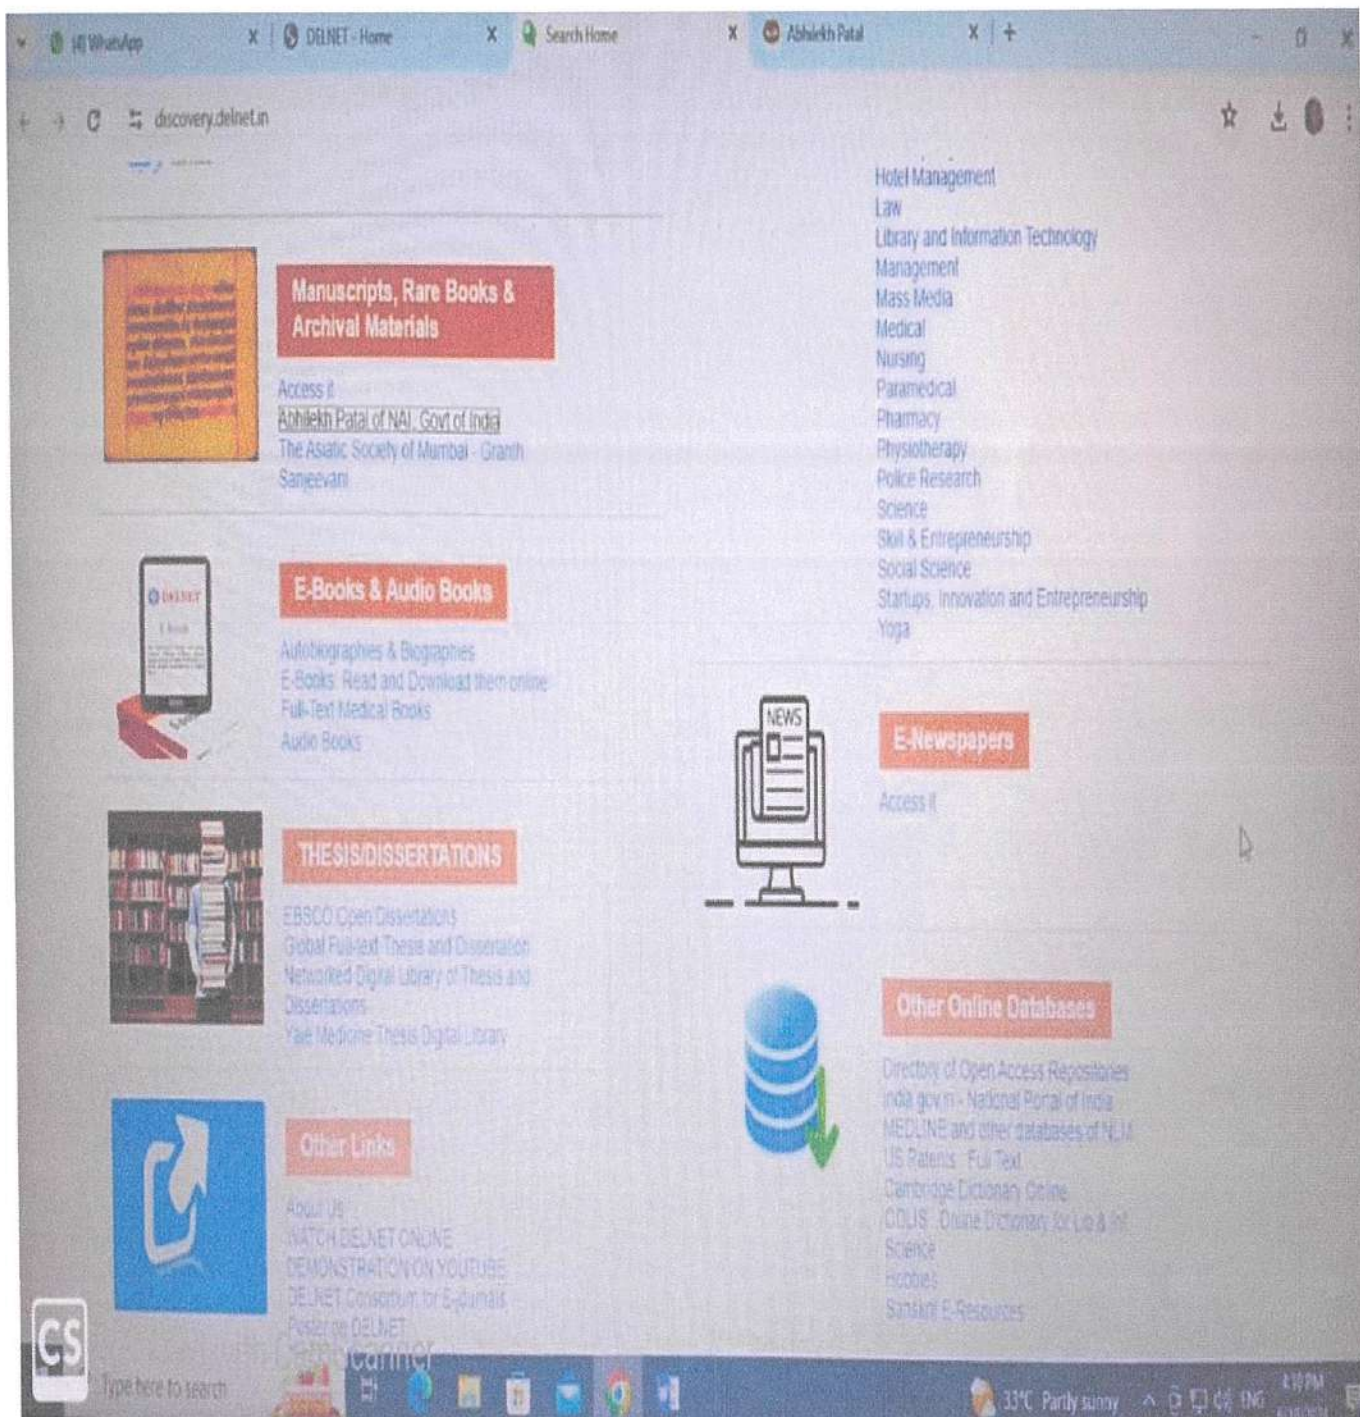 (4) WhatsApp
DELNET - Home
Search Home
Abhilekh Patal
discovery.delnet.in
Manuscripts, Rare Books &
Archival Materials
Access it
Abhilekh Patal of NAI, Govt of India
The Asiatic Society of Mumbai - Granth
Sanjeevani
E-Books & Audio Books
DELNET
Autobiographies & Biographies
E-Books: Read and Download them online
Full-Text Medical Books
Audio Books
THESIS/DISSERTATIONS
EBSCO Open Dissertations
Global Full-text Thesis and Dissertation
Networked Digital Library of Thesis and
Dissertations
Yale Medicine Thesis Digital Library
Other Links
About Us
WATCH DELNET ONLINE
DEMONSTRATION ON YOUTUBE
DELNET Consortium for E-journals
DELNET
Hotel Management
Law
Library and Information Technology
Management
Mass Media
Medical
Nursing
Paramedical
Pharmacy
Physiotherapy
Police Research
Science
Skill & Entrepreneurship
Social Science
Startups, Innovation and Entrepreneurship
Yoga
NEWS
E-Newspapers
Access it
Other Online Databases
Directory of Open Access Repositories
india.gov.in - National Portal of India
MEDLINE and other databases of NLM
US Patents : Full Text
Cambridge Dictionary Online
Online Dictionary for Lib & Inf
Science
Hobbies
Sanskrit E-Resources
CS
Type here to search
33°C Partly sunny
ENG
4:10 PM